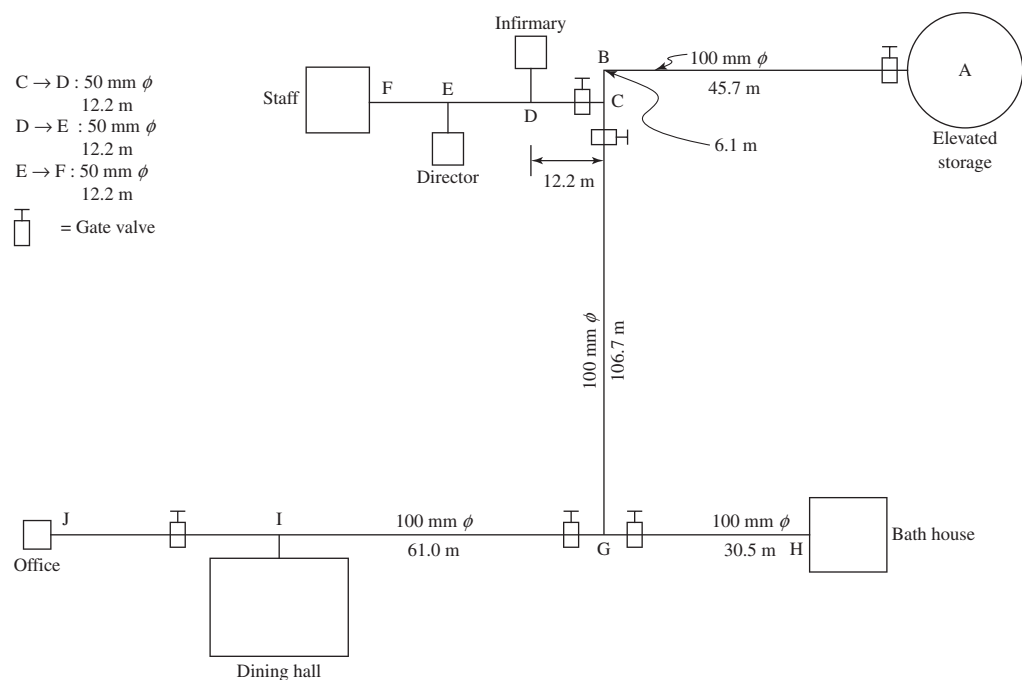 Infirmary
B
100 mm ϕ
45.7 m
A
Elevated
storage
C → D : 50 mm ϕ
12.2 m
D → E : 50 mm ϕ
12.2 m
E → F : 50 mm ϕ
12.2 m
= Gate valve
Staff
F
E
D
C
Director
12.2 m
6.1 m
100 mm ϕ
106.7 m
J
I
100 mm ϕ
61.0 m
G
100 mm ϕ
30.5 m
H
Bath house
Office
Dining hall